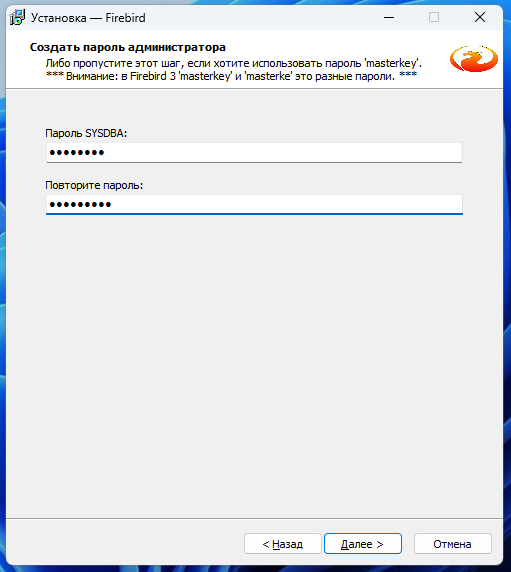 Установка — Firebird
Создать пароль администратора
Либо пропустите этот шаг, если хотите использовать пароль 'masterkey'.
*** Внимание: в Firebird 3 'masterkey' и 'masterke' это разные пароли. ***
Пароль SYSDBA:
●●●●●●●●
Повторите пароль:
●●●●●●●●●
< Назад
Далее >
Отмена